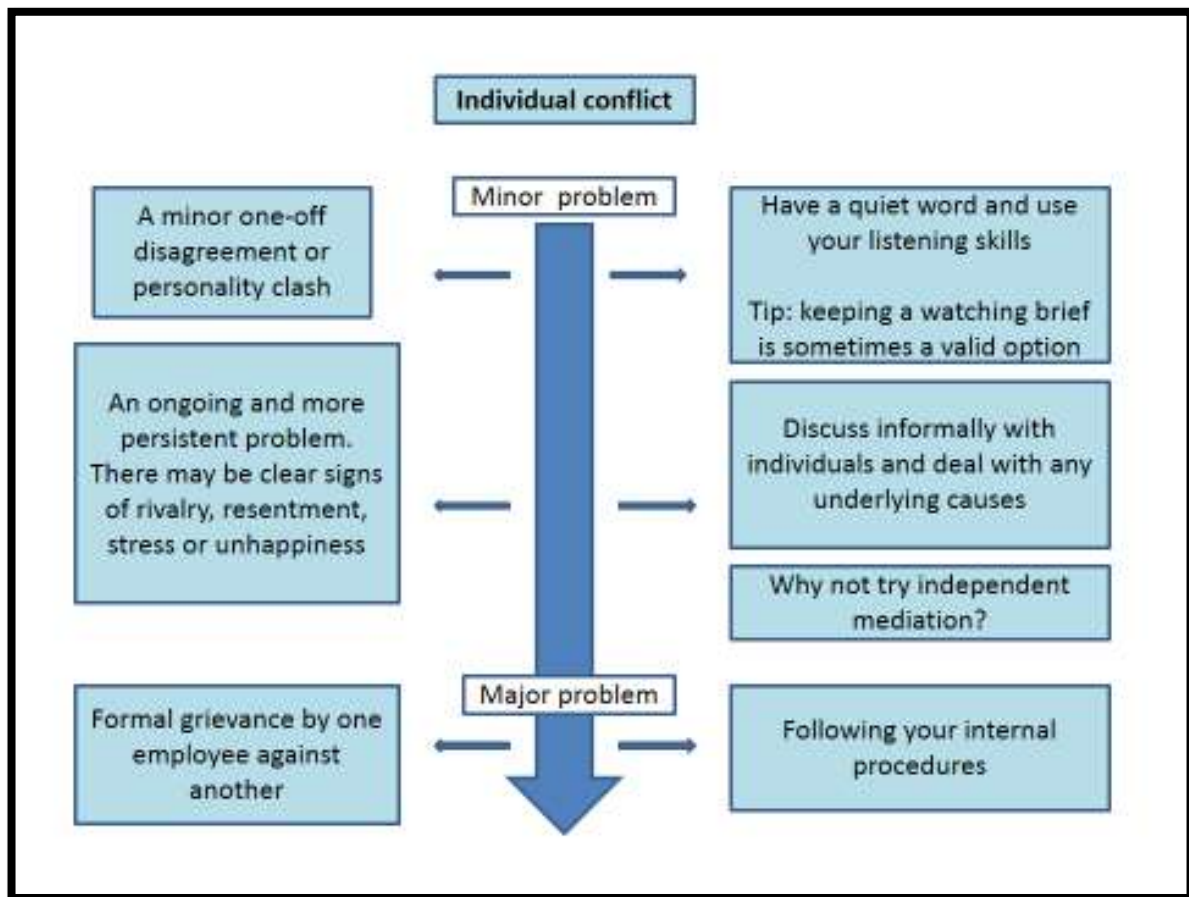 Individual conflict
Minor problem
A minor one-off
disagreement or
personality clash
Have a quiet word and use
your listening skills
Tip: keeping a watching brief
is sometimes a valid option
An ongoing and more
persistent problem.
There may be clear signs
of rivalry, resentment,
stress or unhappiness
Discuss informally with
individuals and deal with any
underlying causes
Why not try independent
mediation?
Major problem
Formal grievance by one
employee against
another
Following your internal
procedures